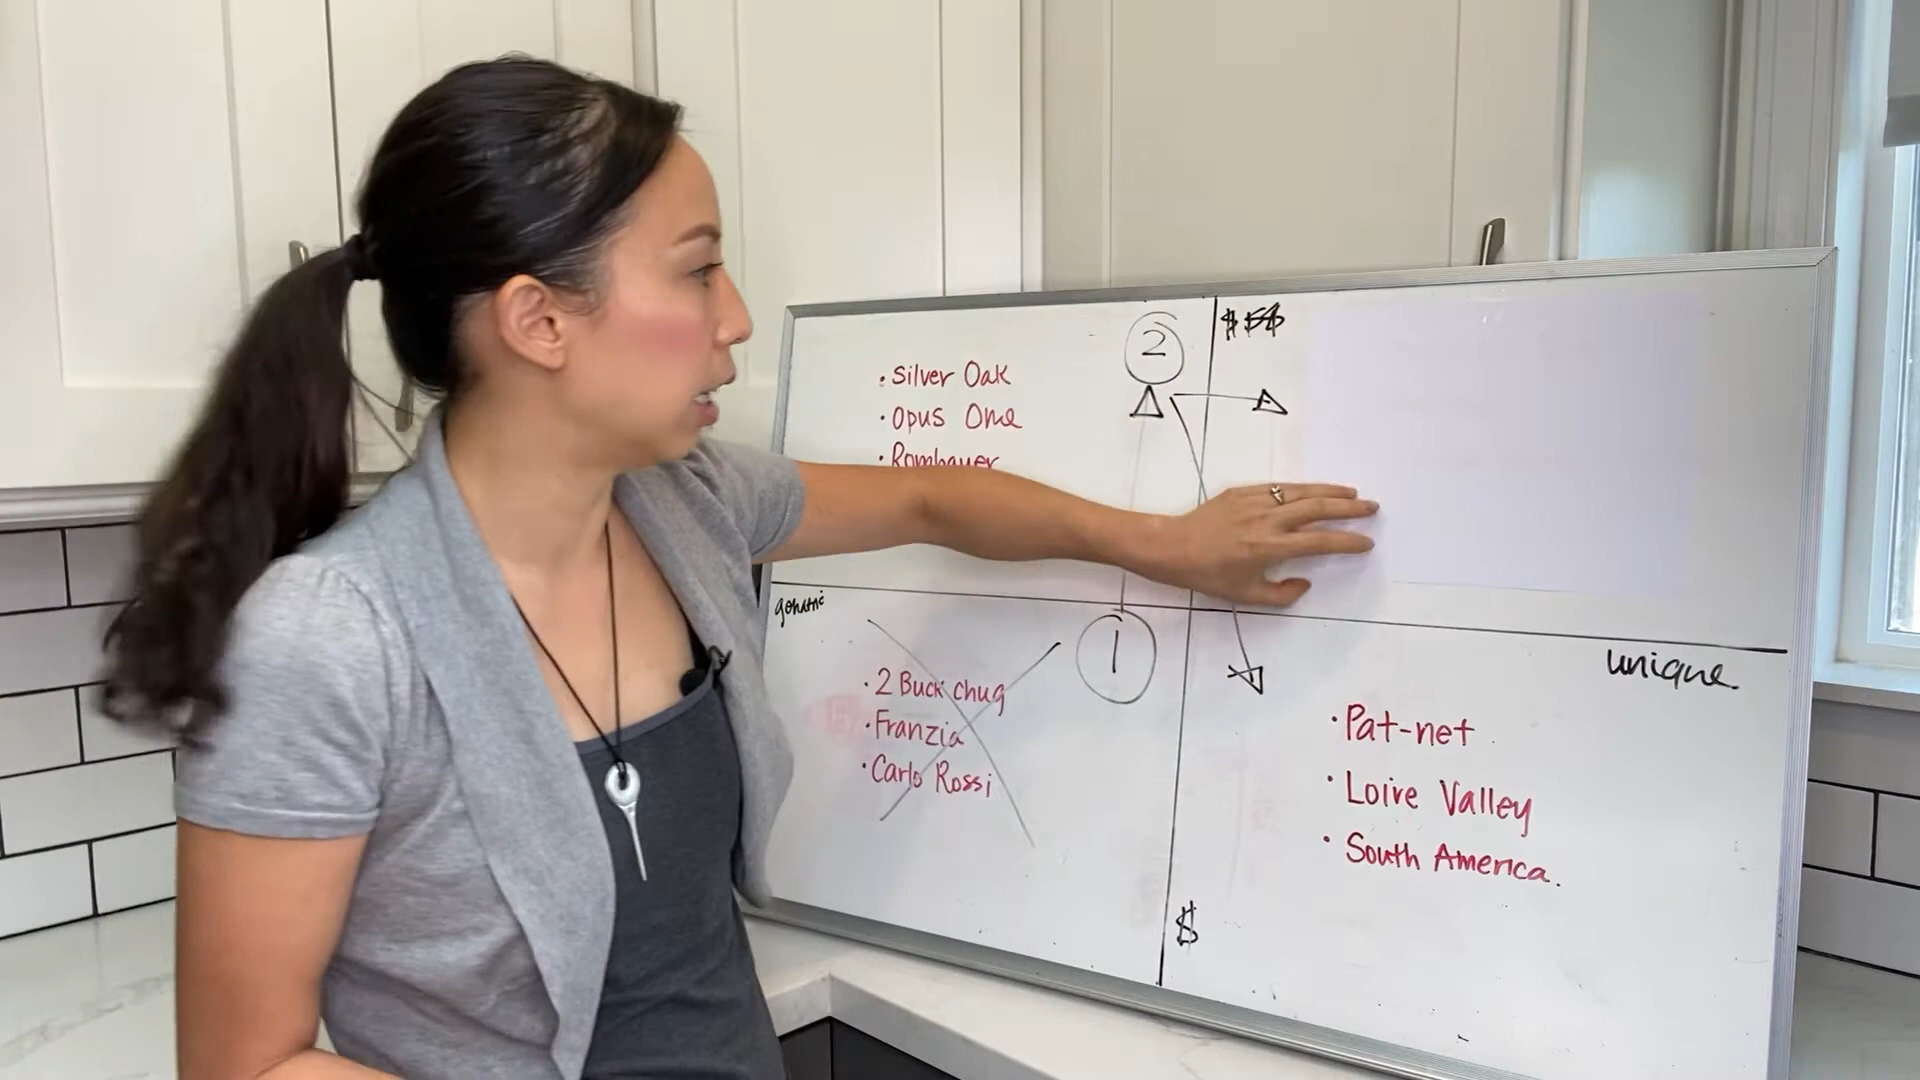 2
$ $$
• Silver Oak
• Opus One
• Rombauer
1
• 2 Buck chug
• Franzia
• Carlo Rossi
unique.
• Pat-net
• Loire Valley
• South America.
$